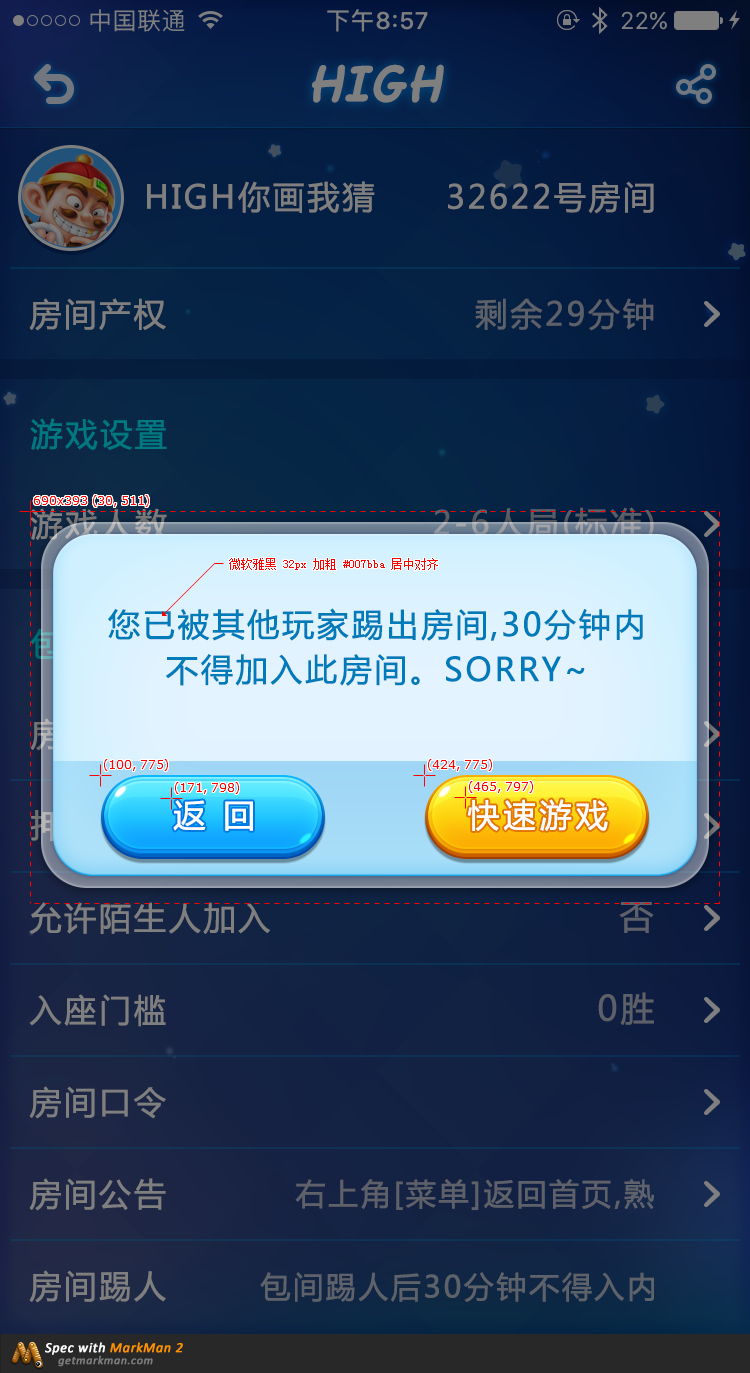 中国联通 下午8:57 22%
HIGH
HIGH你画我猜 32622号房间
房间产权 剩余29分钟
游戏设置
690x393 (30, 511)
游戏人数 2-6人局(标准)
微软雅黑 32px 加粗 #007bba 居中对齐
您已被其他玩家踢出房间,30分钟内
不得加入此房间。SORRY~
包
房
(100, 775) (424, 775)
(171, 798) (465, 797)
返 回 快速游戏
押
允许陌生人加入 否
入座门槛 0胜
房间口令
房间公告 右上角[菜单]返回首页,熟
房间踢人 包间踢人后30分钟不得入内
Spec with MarkMan 2
getmarkman.com